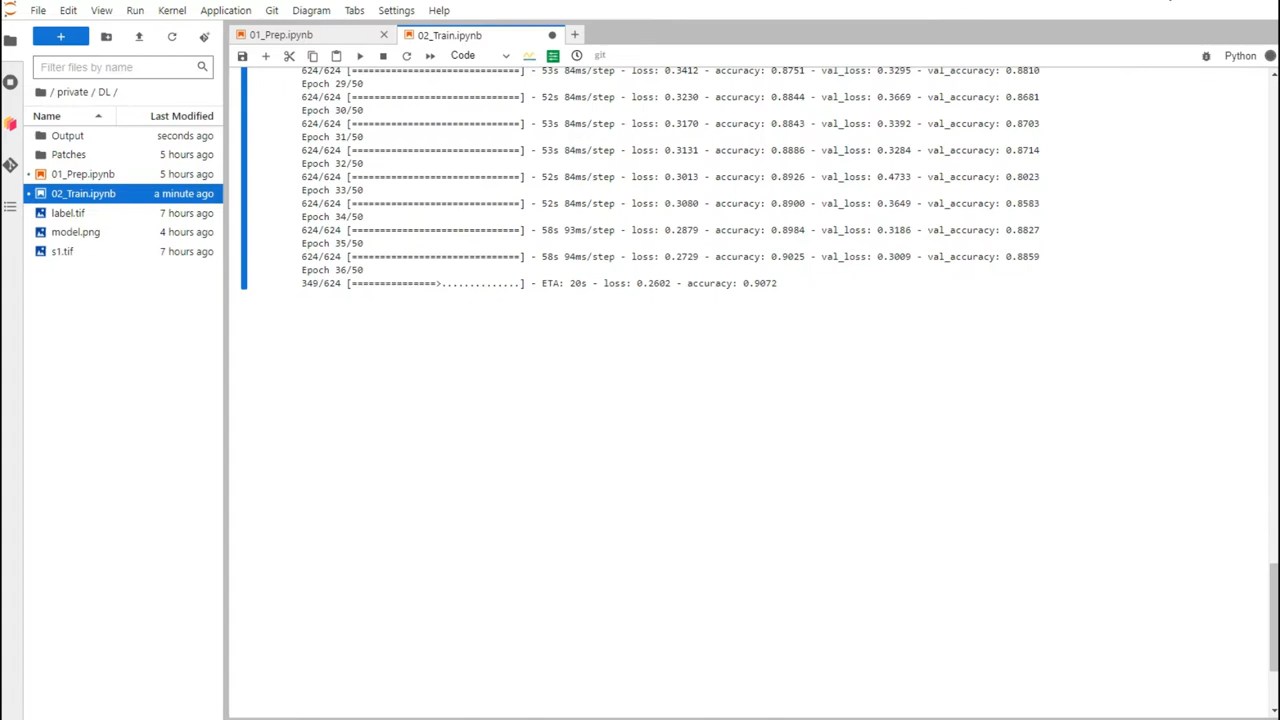 File Edit View Run Kernel Application Git Diagram Tabs Settings Help
01_Prep.ipynb
02_Train.ipynb
Code
git
Python
Filter files by name
/ private / DL /
Name Last Modified
Output seconds ago
Patches 5 hours ago
01_Prep.ipynb 5 hours ago
02_Train.ipynb a minute ago
label.tif 7 hours ago
model.png 4 hours ago
s1.tif 7 hours ago
624/624 [==============================] - 53s 84ms/step - loss: 0.3412 - accuracy: 0.8751 - val_loss: 0.3295 - val_accuracy: 0.8810
Epoch 29/50
624/624 [==============================] - 52s 84ms/step - loss: 0.3230 - accuracy: 0.8844 - val_loss: 0.3669 - val_accuracy:
Epoch 30/50
624/624 [==============================] - 53s 84ms/step - loss: 0.3170 - accuracy: 0.8843 - val_loss: 0.3392 - val_accuracy: 0.8703
Epoch 31/50
624/624 [==============================] - 53s 84ms/step - loss: 0.3131 - accuracy: 0.8886 - val_loss: 0.3284 - val_accuracy: 0.8714
Epoch 32/50
624/624 [==============================] - 52s 84ms/step - loss: 0.3013 - accuracy: 0.8926 - val_loss: 0.4733 - val_accuracy: 0.8023
Epoch 33/50
624/624 [==============================] - 52s 84ms/step - loss: 0.3080 - accuracy: 0.8900 - val_loss: 0.3649 - val_accuracy: 0.8583
Epoch 34/50
624/624 [==============================] - 58s 93ms/step - loss: 0.2879 - accuracy: 0.8984 - val_loss: 0.3186 - val_accuracy: 0.8827
Epoch 35/50
624/624 [==============================] - 58s 94ms/step - loss: 0.2729 - accuracy: 0.9025 - val_loss: 0.3009 - val_accuracy: 0.8859
Epoch 36/50
349/624 [===============>..............] - ETA: 20s - loss: 0.2602 - accuracy: 0.9072